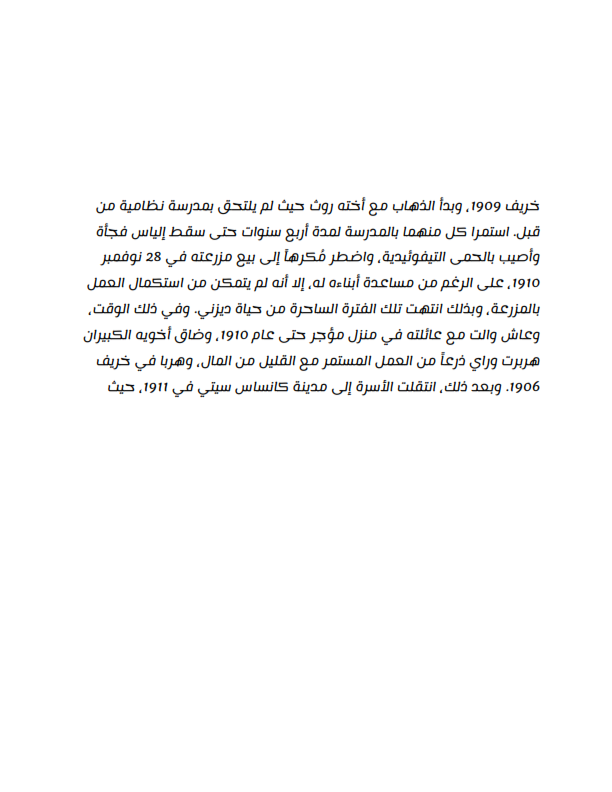 خريف 1909، وبدأ الذهاب مع أخته روث حيث لم يلتحق بمدرسة نظامية من
قبل. استمرا كل منهما بالمدرسة لمدة أربع سنوات حتى سقط إلياس فجأة
وأصيب بالحمى التيفوئيدية، واضطر مُكرهاً إلى بيع مزرعته في 28 نوفمبر
1910، على الرغم من مساعدة أبناءه له، إلا أنه لم يتمكن من استكمال العمل
بالمزرعة، وبذلك انتهت تلك الفترة الساحرة من حياة ديزني. وفي ذلك الوقت،
وعاش والت مع عائلته في منزل مؤجر حتى عام 1910، وضاق أخويه الكبيران
هربرت وراي ذرعاً من العمل المستمر مع القليل من المال، وهربا في خريف
1906. وبعد ذلك، انتقلت الأسرة إلى مدينة كانساس سيتي في 1911، حيث